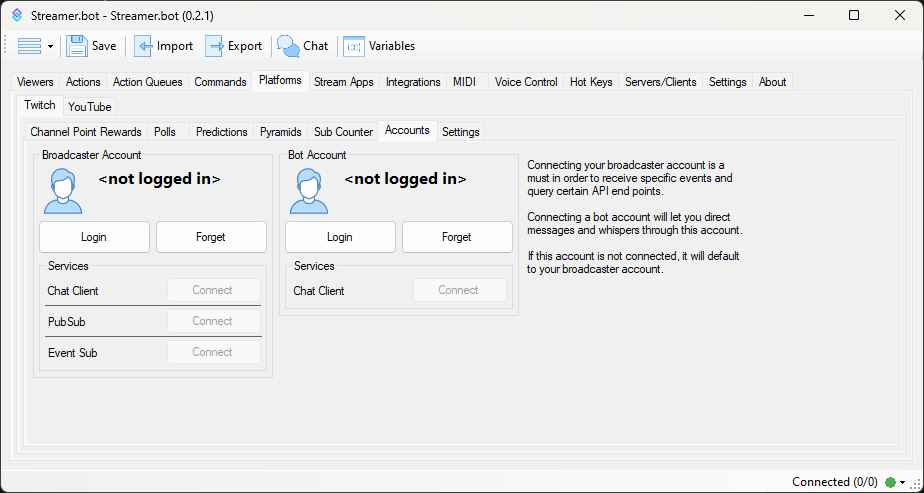 Streamer.bot - Streamer.bot (0.2.1)
Save Import Export Chat (x) Variables
Viewers Actions Action Queues Commands Platforms Stream Apps Integrations MIDI Voice Control Hot Keys Servers/Clients Settings About
Twitch YouTube
Channel Point Rewards Polls Predictions Pyramids Sub Counter Accounts Settings
Broadcaster Account
<not logged in>
Login Forget
Services
Chat Client Connect
PubSub Connect
Event Sub Connect
Bot Account
<not logged in>
Login Forget
Services
Chat Client Connect
Connecting your broadcaster account is a
must in order to receive specific events and
query certain API end points.
Connecting a bot account will let you direct
messages and whispers through this account.
If this account is not connected, it will default
to your broadcaster account.
Connected (0/0)